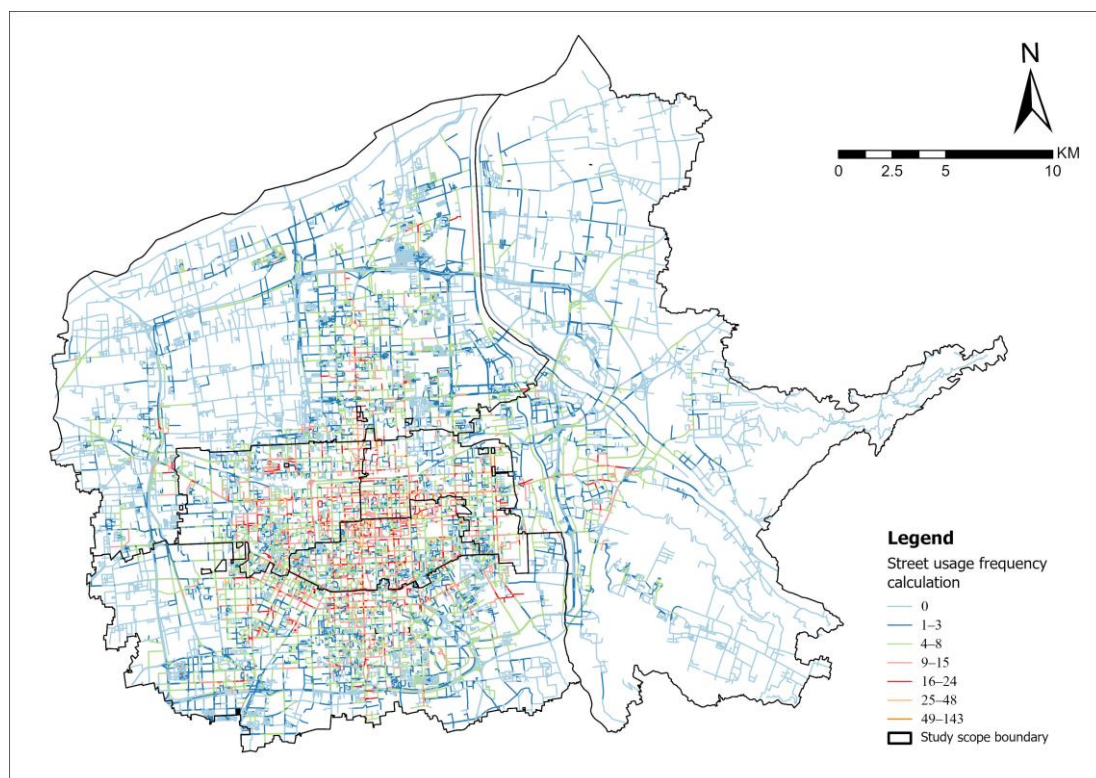 N
KM
0 2.5 5 10
Legend
Street usage frequency
calculation
0
1–3
4–8
9–15
16–24
25–48
49–143
Study scope boundary